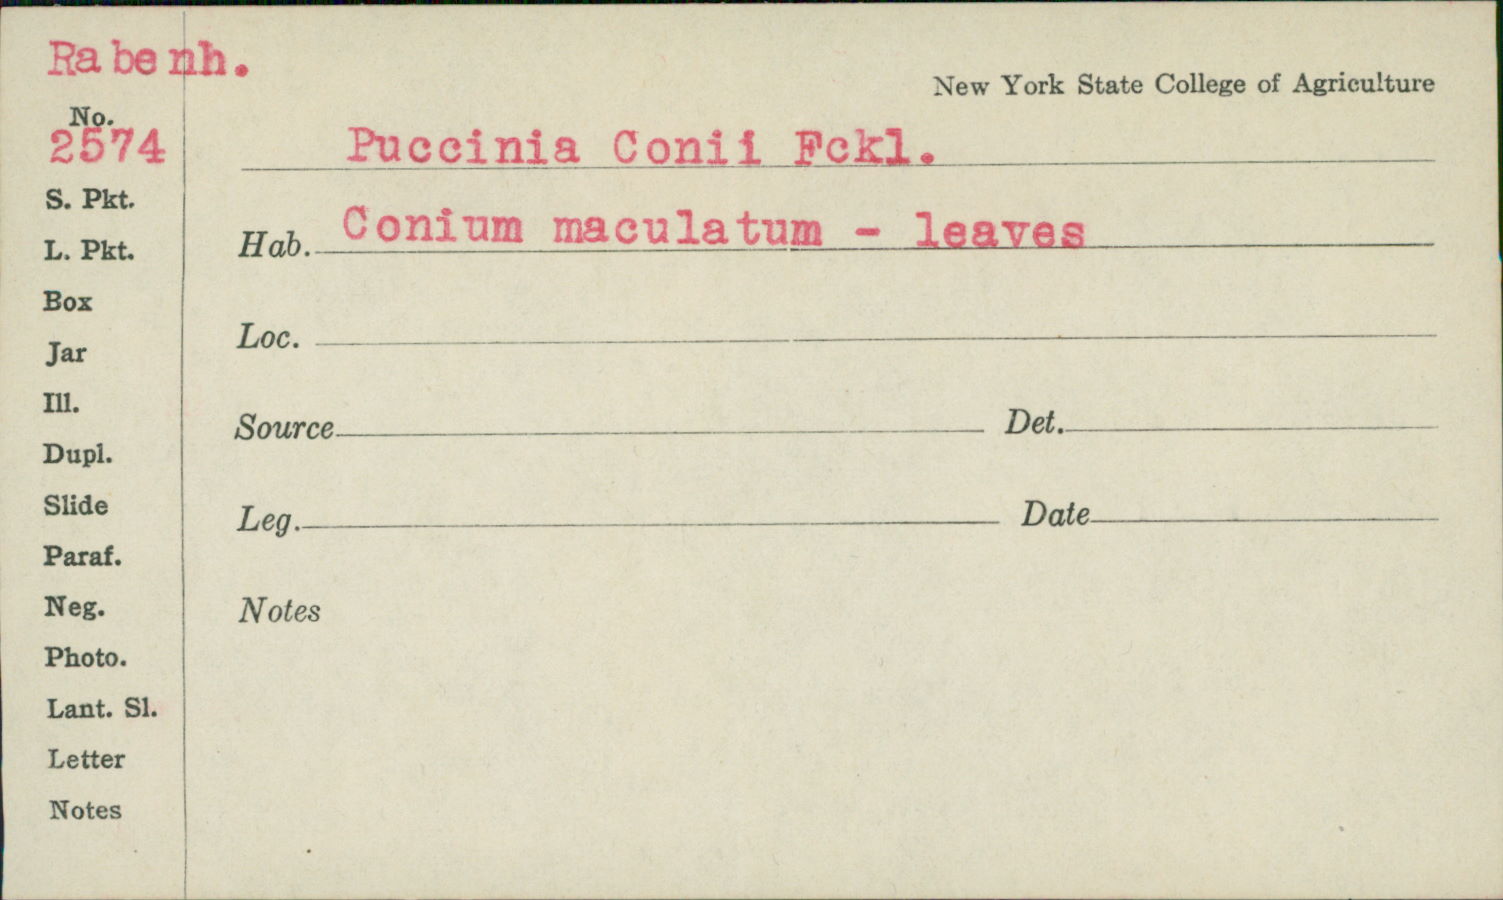 Rabenh.
New York State College of Agriculture
No.
2574
Puccinia Conii Fckl.
S. Pkt.
Hab. Conium maculatum - leaves
L. Pkt.
Box
Loc.
Jar
Ill.
Source Det.
Dupl.
Slide
Leg. Date
Paraf.
Neg.
Notes
Photo.
Lant. Sl.
Letter
Notes